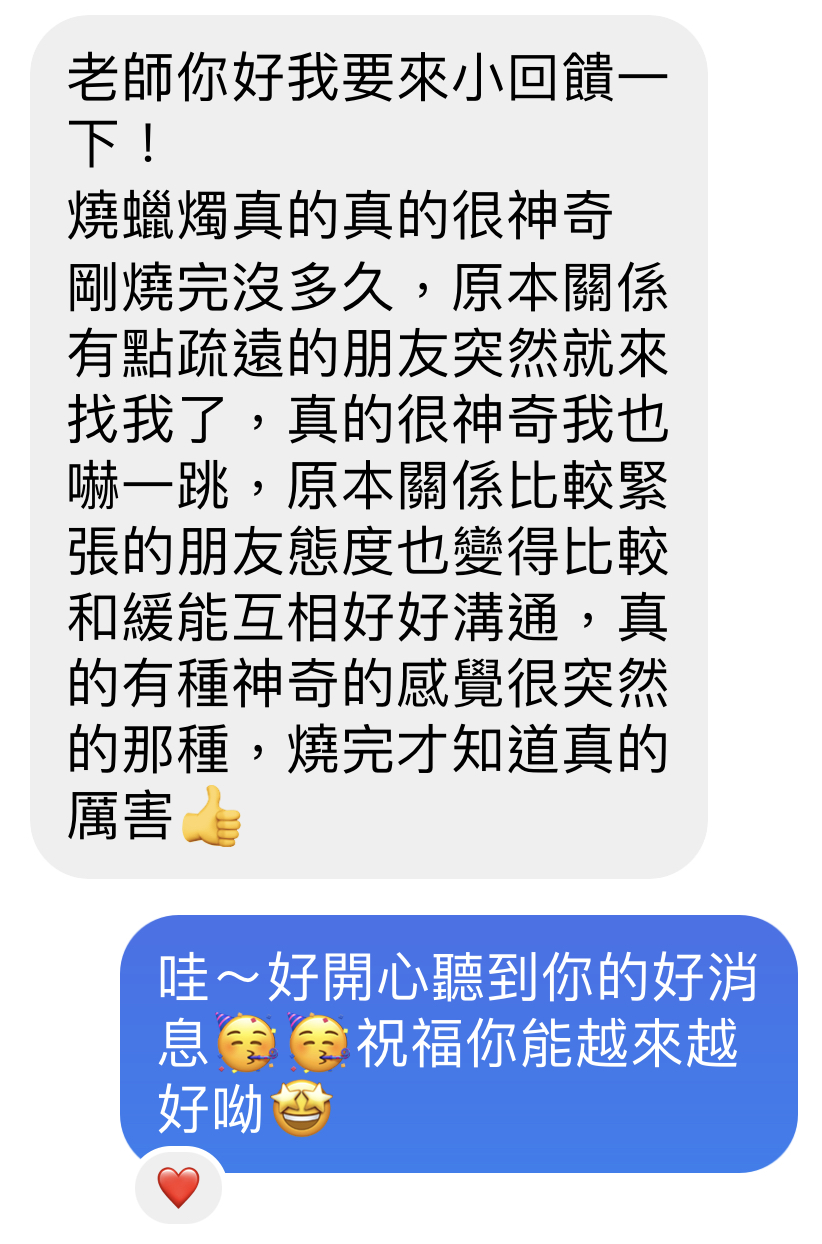 老師你好我要來小回饋一
下！
燒蠟燭真的真的很神奇
剛燒完沒多久，原本關係
有點疏遠的朋友突然就來
找我了，真的很神奇我也
嚇一跳，原本關係比較緊
張的朋友態度也變得比較
和緩能互相好好溝通，真
的有種神奇的感覺很突然
的那種，燒完才知道真的
厲害👍
哇～好開心聽到你的好消
息🥳🥳祝福你能越來越
好呦🤩
❤️